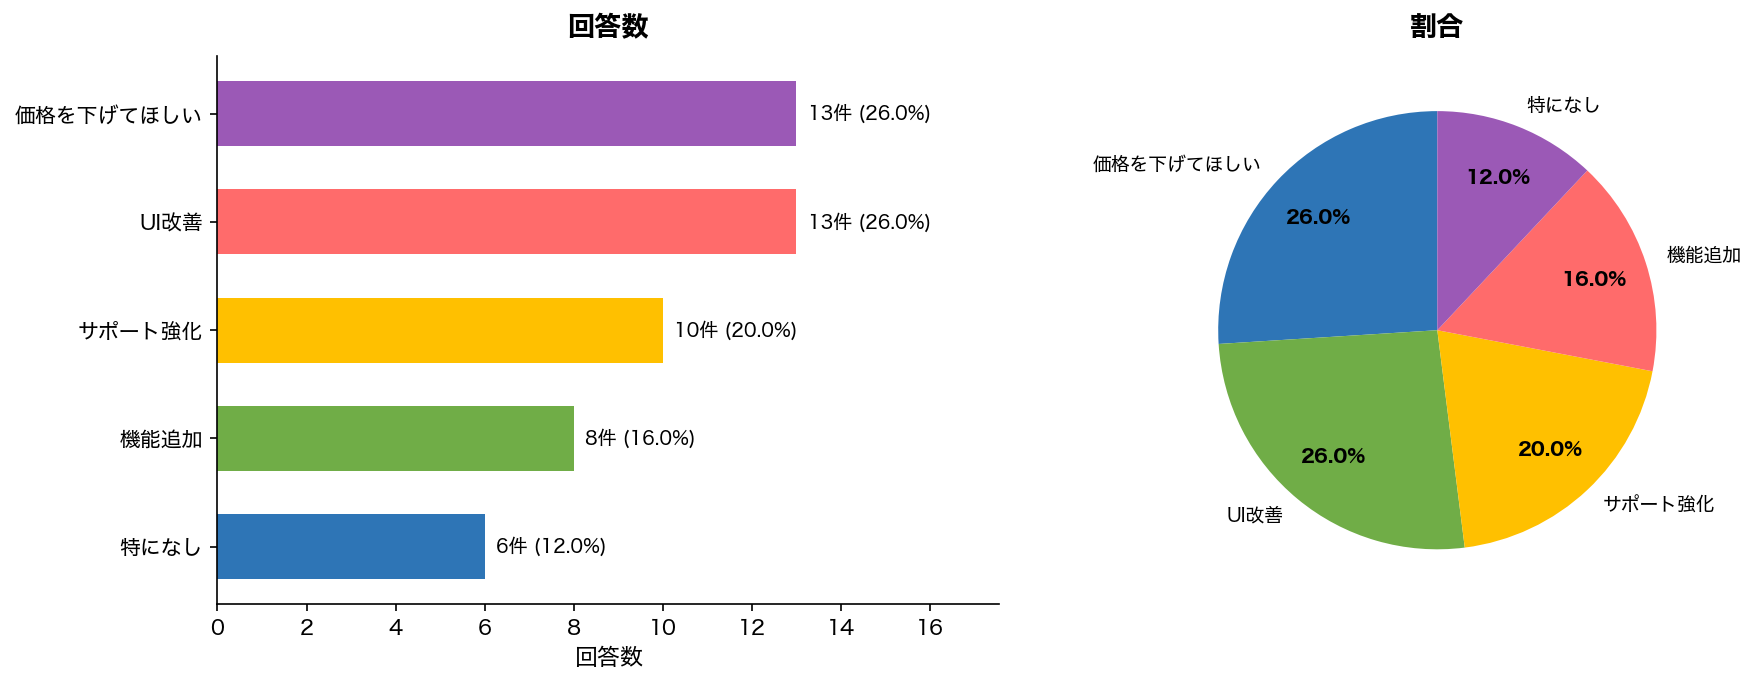 回答数
価格を下げてほしい
13件 (26.0%)
UI改善
13件 (26.0%)
サポート強化
10件 (20.0%)
機能追加
8件 (16.0%)
特になし
6件 (12.0%)
0 2 4 6 8 10 12 14 16
回答数
割合
特になし
12.0%
価格を下げてほしい
26.0%
機能追加
16.0%
UI改善
26.0%
サポート強化
20.0%